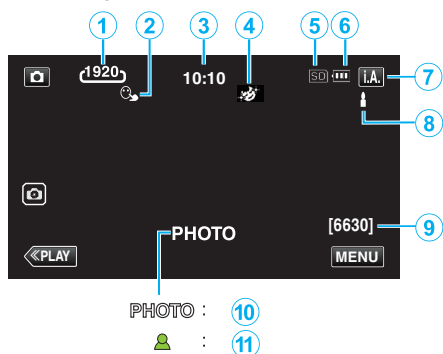 1 2 3 4 5 6
1920 10:10 SD i.A. 7
8
PHOTO [6630] 9
≪PLAY MENU
PHOTO : 10
: 11